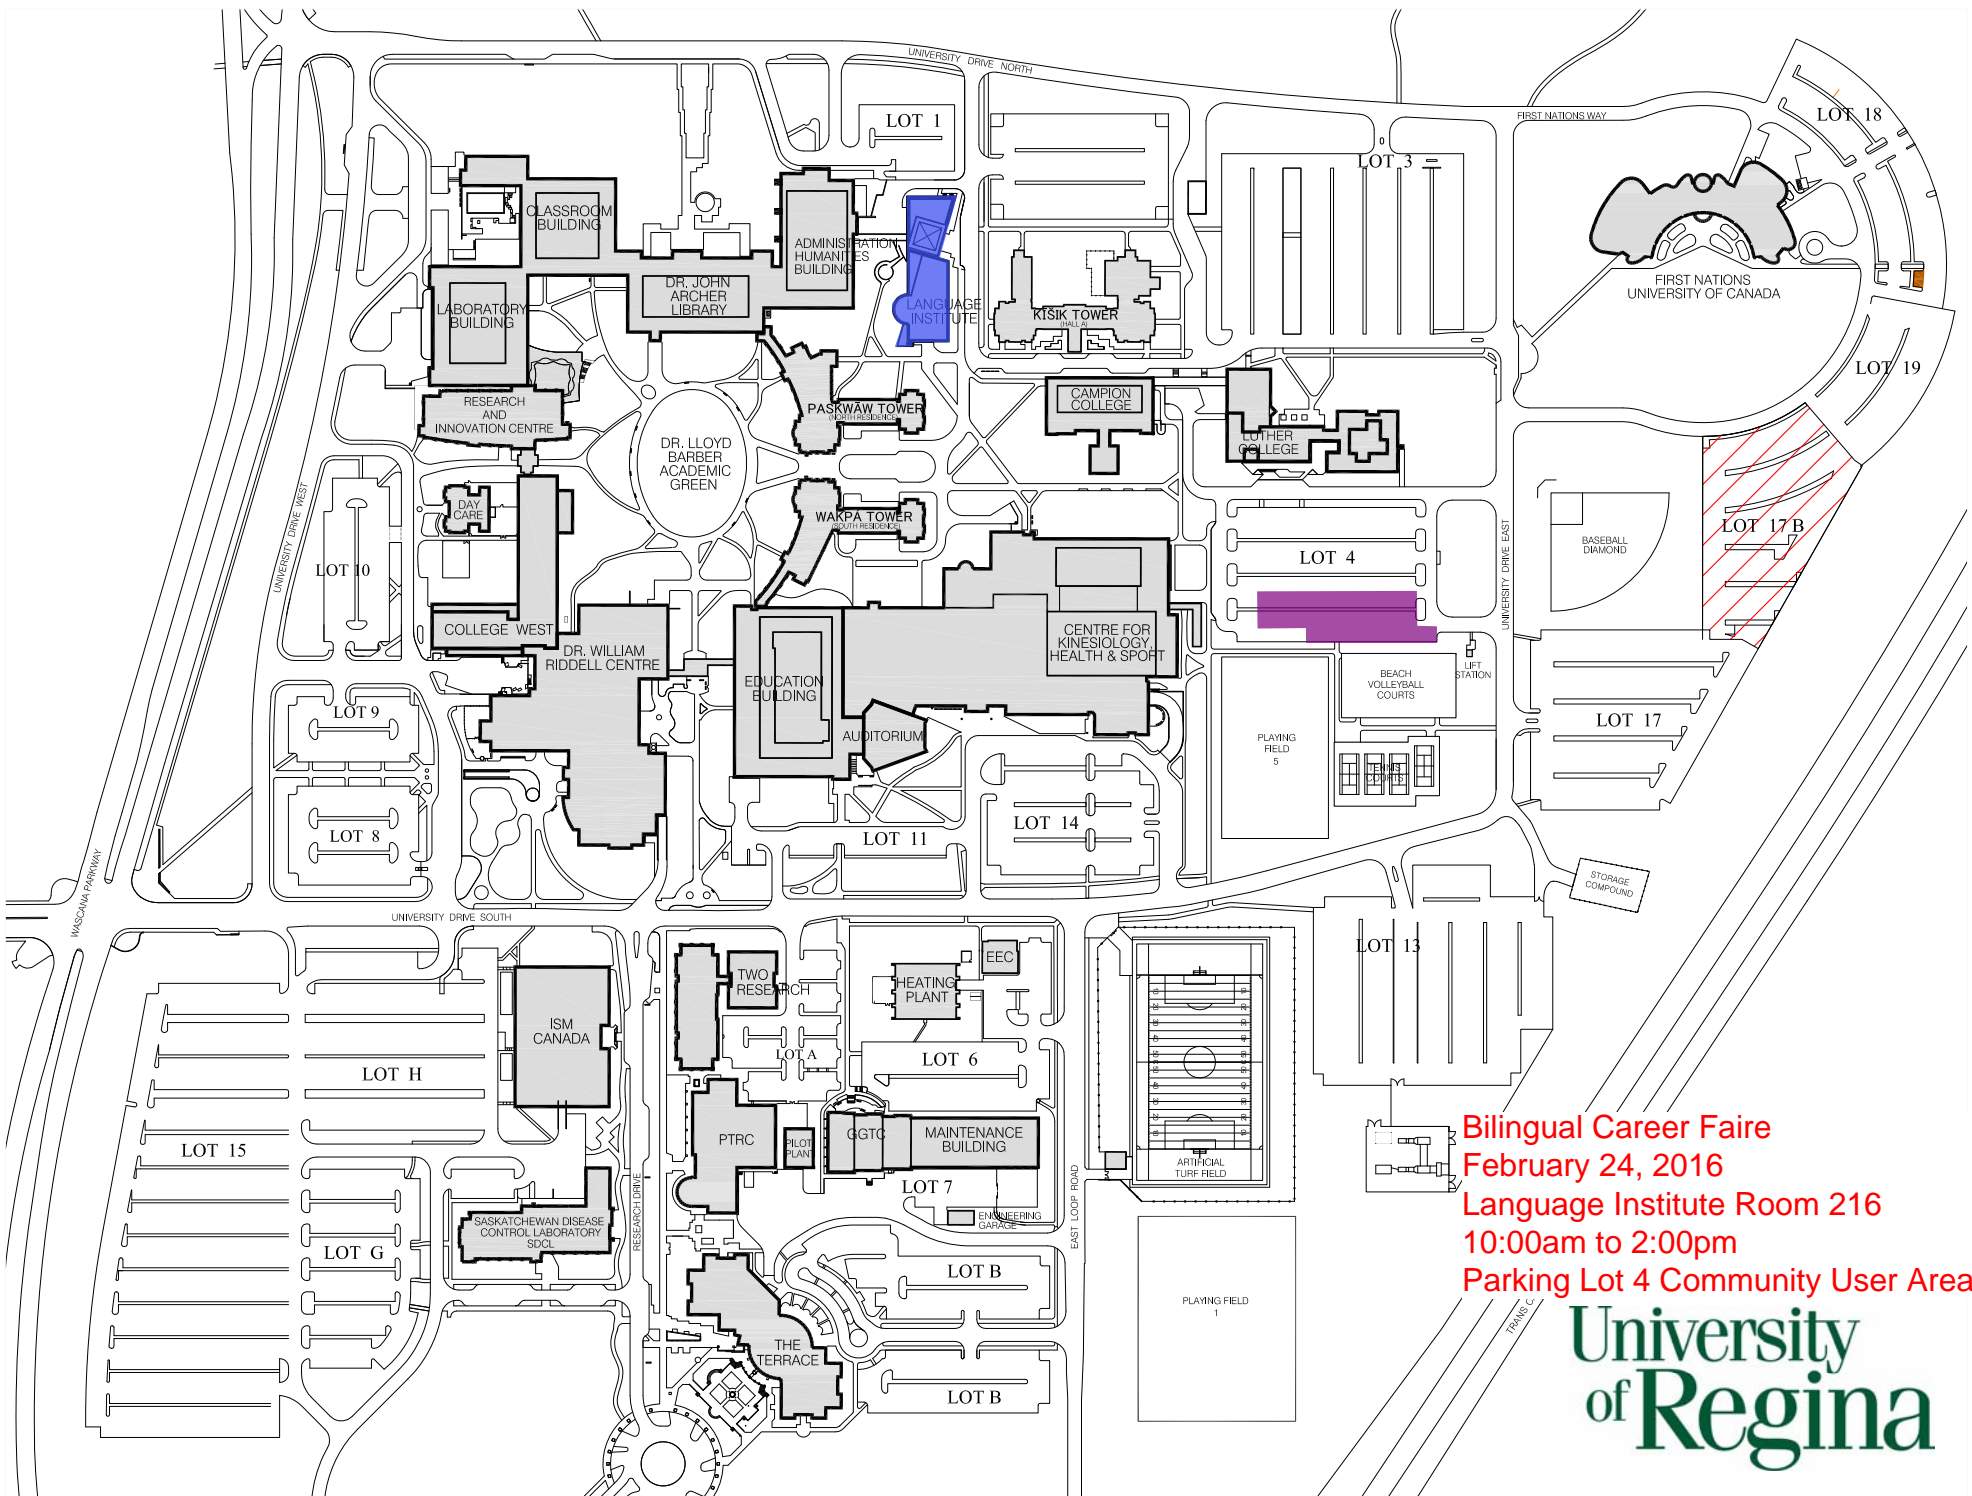 UNIVERSITY DRIVE NORTH
LOT 1
FIRST NATIONS WAY
LOT 18
LOT 3
CLASSROOM
BUILDING
ADMINISTRATION
HUMANITIES
BUILDING
DR. JOHN
ARCHER
LIBRARY
LANGUAGE
INSTITUTE
KĪŠIK TOWER
(HALL A)
FIRST NATIONS
UNIVERSITY OF CANADA
LABORATORY
BUILDING
LOT 19
RESEARCH
AND
INNOVATION CENTRE
PASKWĀW TOWER
(NORTH RESIDENCE)
CAMPION
COLLEGE
LUTHER
COLLEGE
DR. LLOYD
BARBER
ACADEMIC
GREEN
DAY
CARE
WAKPĀ TOWER
(SOUTH RESIDENCE)
UNIVERSITY DRIVE WEST
UNIVERSITY DRIVE EAST
LOT 17 B
BASEBALL
DIAMOND
LOT 10
LOT 4
COLLEGE WEST
DR. WILLIAM
RIDDELL CENTRE
CENTRE FOR
KINESIOLOGY,
HEALTH & SPORT
EDUCATION
BUILDING
BEACH
VOLLEYBALL
COURTS
LIFT
STATION
LOT 9
LOT 17
AUDITORIUM
PLAYING
FIELD
5
TENNIS
COURTS
LOT 8
LOT 11
LOT 14
STORAGE
COMPOUND
WASCANA PARKWAY
UNIVERSITY DRIVE SOUTH
LOT 13
TWO
RESEARCH
HEATING
PLANT
EEC
ISM
CANADA
LOT A
LOT 6
LOT H
LOT 15
PTRC
PILOT
PLANT
GGTC
MAINTENANCE
BUILDING
ARTIFICIAL
TURF FIELD
LOT 7
ENGINEERING
GARAGE
SASKATCHEWAN DISEASE
CONTROL LABORATORY
SDCL
RESEARCH DRIVE
EAST LOOP ROAD
LOT G
LOT B
PLAYING FIELD
1
THE
TERRACE
LOT B
TRANS
Bilingual Career Faire
February 24, 2016
Language Institute Room 216
10:00am to 2:00pm
Parking Lot 4 Community User Area
University
of Regina